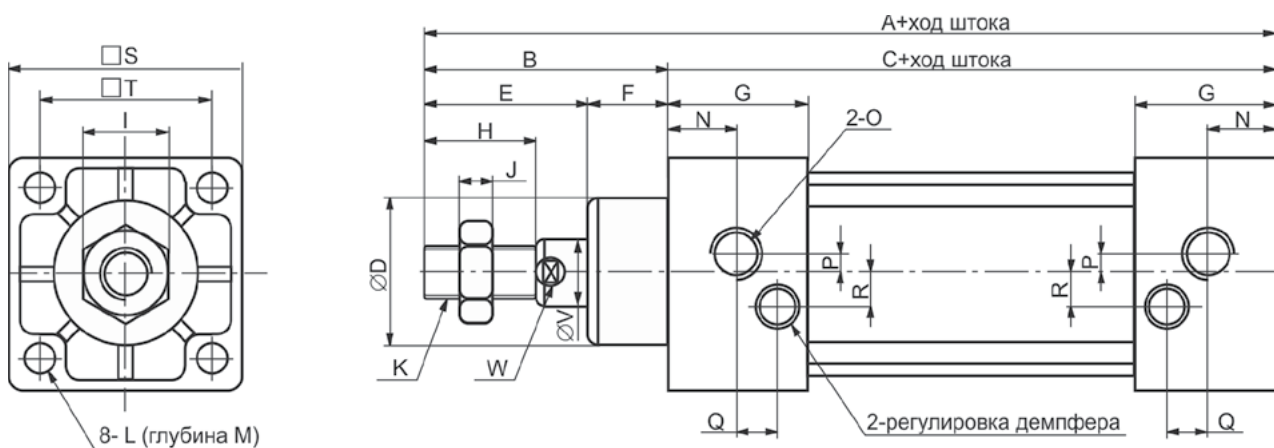 A+ход штока
□S
B
C+ход штока
□T
E
F
G
G
I
N
2-O
N
H
J
P
P
ØD
R
R
ØV
K
W
Q
2-регулировка демпфера
Q
8- L (глубина M)